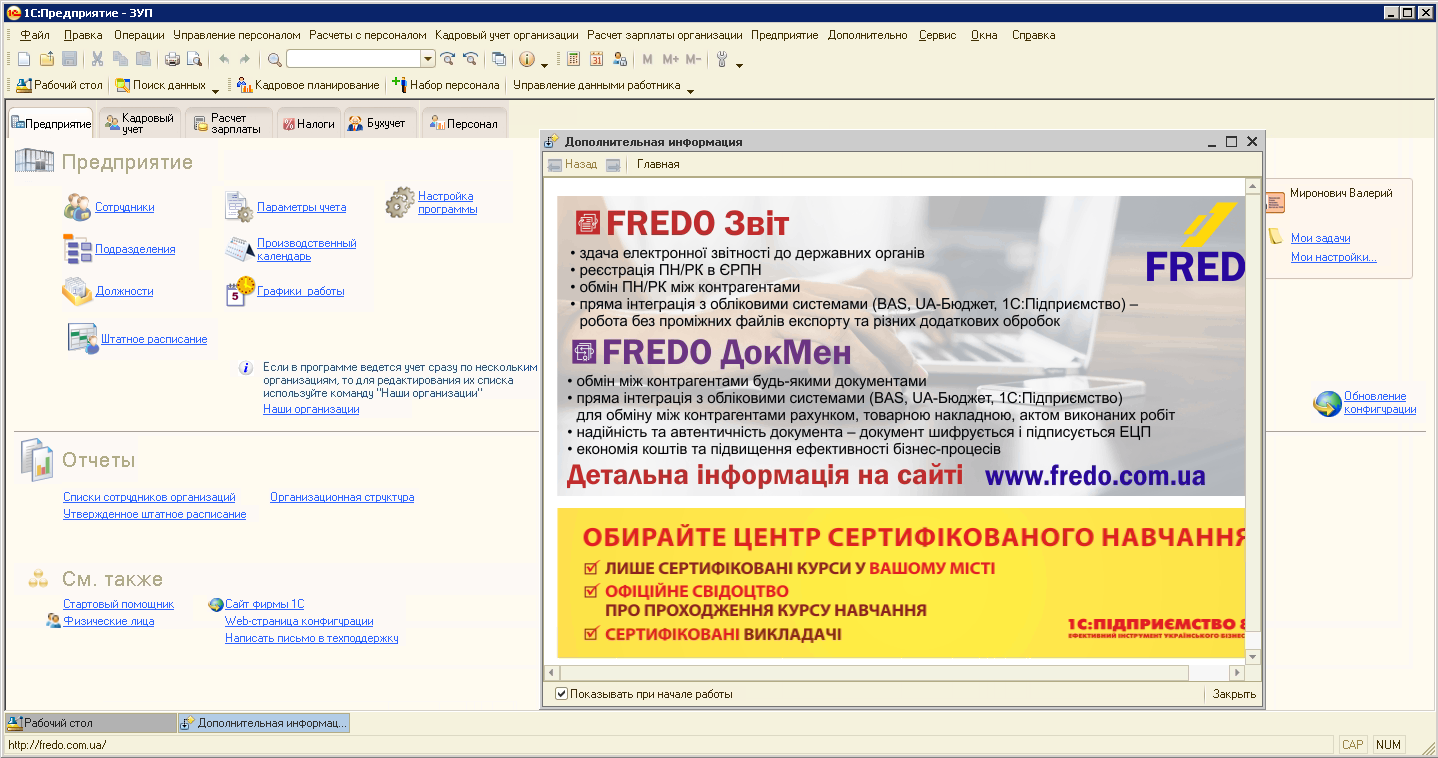 1С:Предприятие - ЗУП
Файл Правка Операции Управление персоналом Расчеты с персоналом Кадровый учет организации Расчет зарплаты организации Предприятие Дополнительно Сервис Окна Справка
M M+ M-
Рабочий стол Поиск данных Кадровое планирование Набор персонала Управление данными работника
Предприятие
Кадровый
учет
Расчет
зарплаты
Налоги
Бухучет
Персонал
Предприятие
Сотрудники
Параметры учета
Настройка
программы
Подразделения
Производственный
календарь
Должности
Графики работы
Штатное расписание
Если в программе ведется учет сразу по нескольким
организациям, то для редактирования их списка
используйте команду "Наши организации"
Наши организации
Отчеты
Списки сотрудников организаций
Организационная структура
Утвержденное штатное расписание
См. также
Стартовый помощник
Сайт фирмы 1С
Физические лица
Web-страница конфигурации
Написать письмо в техподдержку
Дополнительная информация
Назад Главная
FREDO Звіт
• здача електронної звітності до державних органів
• реєстрація ПН/РК в ЄРПН
• обмін ПН/РК між контрагентами
• пряма інтеграція з обліковими системами (BAS, UA-Бюджет, 1С:Підприємство) –
робота без проміжних файлів експорту та різних додаткових обробок
FRED
FREDO ДокМен
• обмін між контрагентами будь-якими документами
• пряма інтеграція з обліковими системами (BAS, UA-Бюджет, 1С:Підприємство)
для обміну між контрагентами рахунком, товарною накладною, актом виконаних робіт
• надійність та автентичність документа – документ шифрується і підписується ЕЦП
• економія коштів та підвищення ефективності бізнес-процесів
Детальна інформація на сайті www.fredo.com.ua
ОБИРАЙТЕ ЦЕНТР СЕРТИФІКОВАНОГО НАВЧАННЯ
ЛИШЕ СЕРТИФІКОВАНІ КУРСИ У ВАШОМУ МІСТІ
ОФІЦІЙНЕ СВІДОЦТВО
ПРО ПРОХОДЖЕННЯ КУРСУ НАВЧАННЯ
СЕРТИФІКОВАНІ ВИКЛАДАЧІ
1С:ПІДПРИЄМСТВО 8
ЕФЕКТИВНИЙ ІНСТРУМЕНТ УКРАЇНСЬКОГО БІЗНЕС
Показывать при начале работы
Закрыть
Миронович Валерий
Мои задачи
Мои настройки...
Обновление
конфигурации
Рабочий стол
Дополнительная информац...
http://fredo.com.ua/
CAP NUM